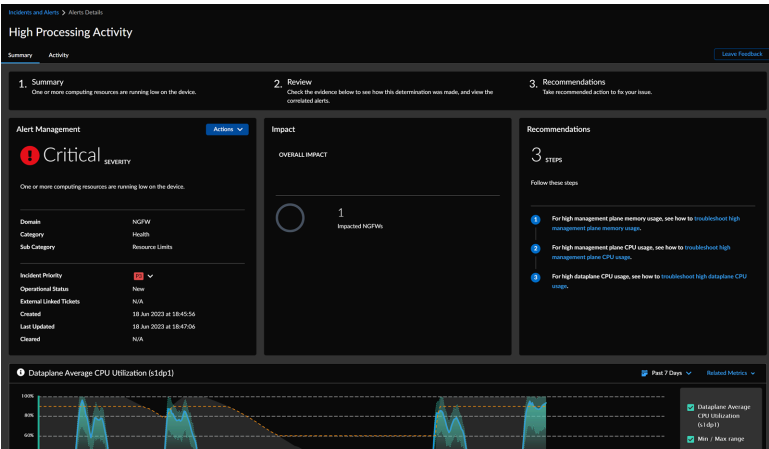 Incidents and Alerts > Alerts Details
High Processing Activity
Summary Activity
Leave Feedback
1. Summary
One or more computing resources are running low on the device.
2. Review
Check the evidence below to see how this determination was made, and view the
correlated alerts.
3. Recommendations
Take recommended action to fix your issue.
Alert Management
Actions
Critical SEVERITY
One or more computing resources are running low on the device.
Domain NGFW
Category Health
Sub Category Resource Limits
Incident Priority
Operational Status New
External Linked Tickets N/A
Created 18 Jun 2023 at 18:45:56
Last Updated 18 Jun 2023 at 18:47:06
Cleared N/A
Impact
OVERALL IMPACT
1
Impacted NGFWs
Recommendations
3 STEPS
Follow these steps
1 For high management plane memory usage, see how to troubleshoot high
management plane memory usage.
2 For high management plane CPU usage, see how to troubleshoot high
management plane CPU usage.
3 For high dataplane CPU usage, see how to troubleshoot high dataplane CPU
usage.
Dataplane Average CPU Utilization (s1dp1)
Past 7 Days
Related Metrics
100%
80%
60%
Dataplane Average
CPU Utilization
(s1dp1)
Min / Max range